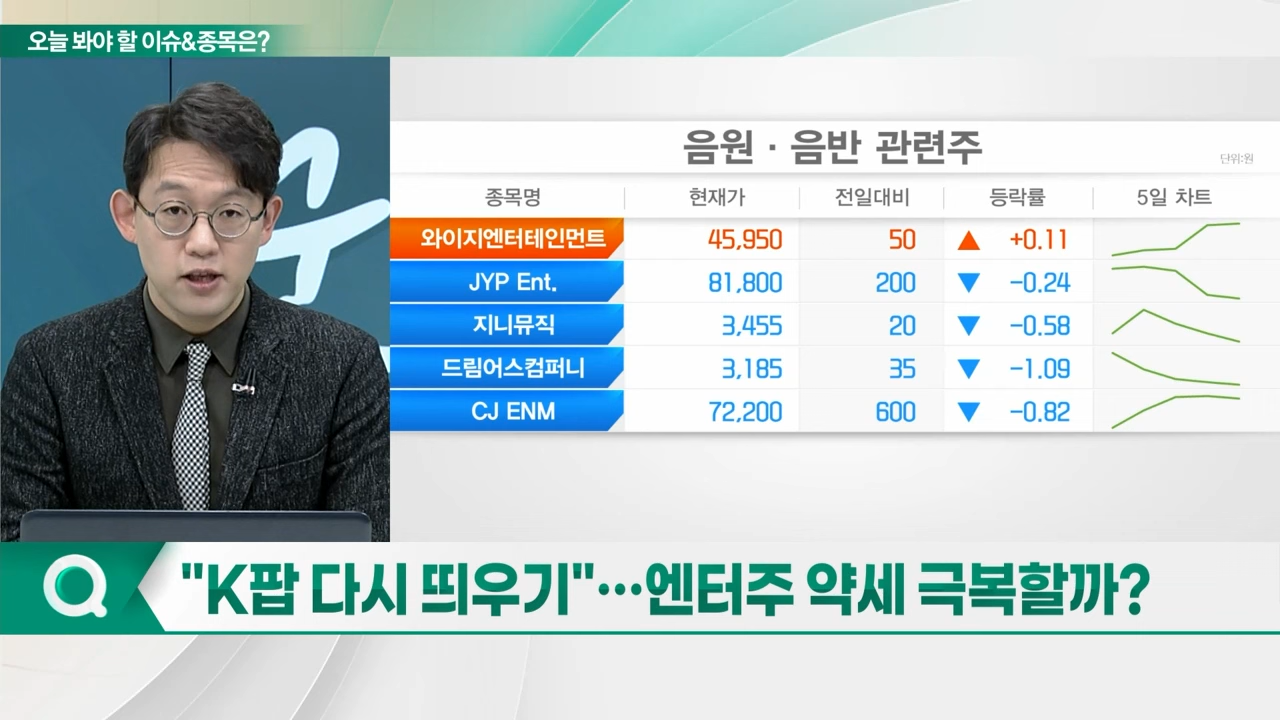 오늘 봐야 할 이슈&종목은?
음원 · 음반 관련주
단위:원
종목명 현재가 전일대비 등락률 5일 차트
와이지엔터테인먼트 45,950 50 ▲ +0.11
JYP Ent. 81,800 200 ▼ -0.24
지니뮤직 3,455 20 ▼ -0.58
드림어스컴퍼니 3,185 35 ▼ -1.09
CJ ENM 72,200 600 ▼ -0.82
"K팝 다시 띄우기"…엔터주 약세 극복할까?